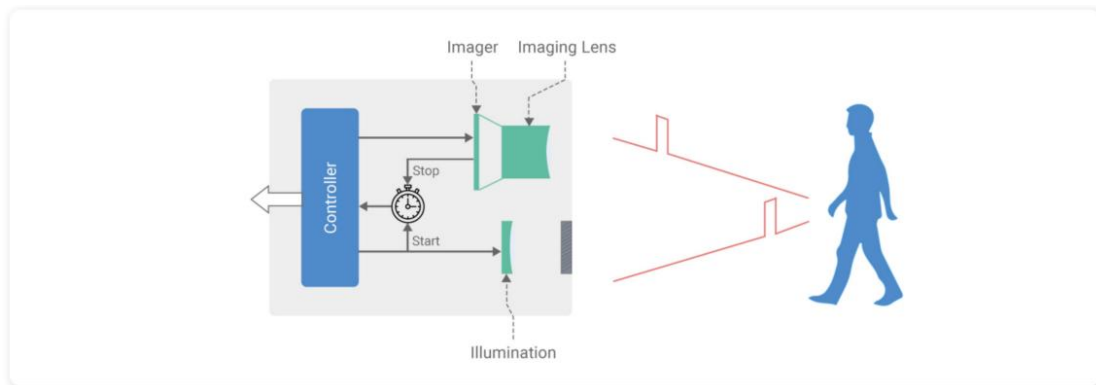 Imager
Imaging Lens
Controller
Stop
Start
Illumination